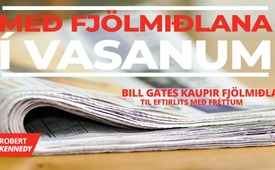 MEÐ FJÖLMIÐLANA
Í VASANUM
BILL GATES KAUPIR FJÖLMIÐLA
TIL EFTIRLITS MEÐ FRÉTTUM
ROBERT
KENNEDY